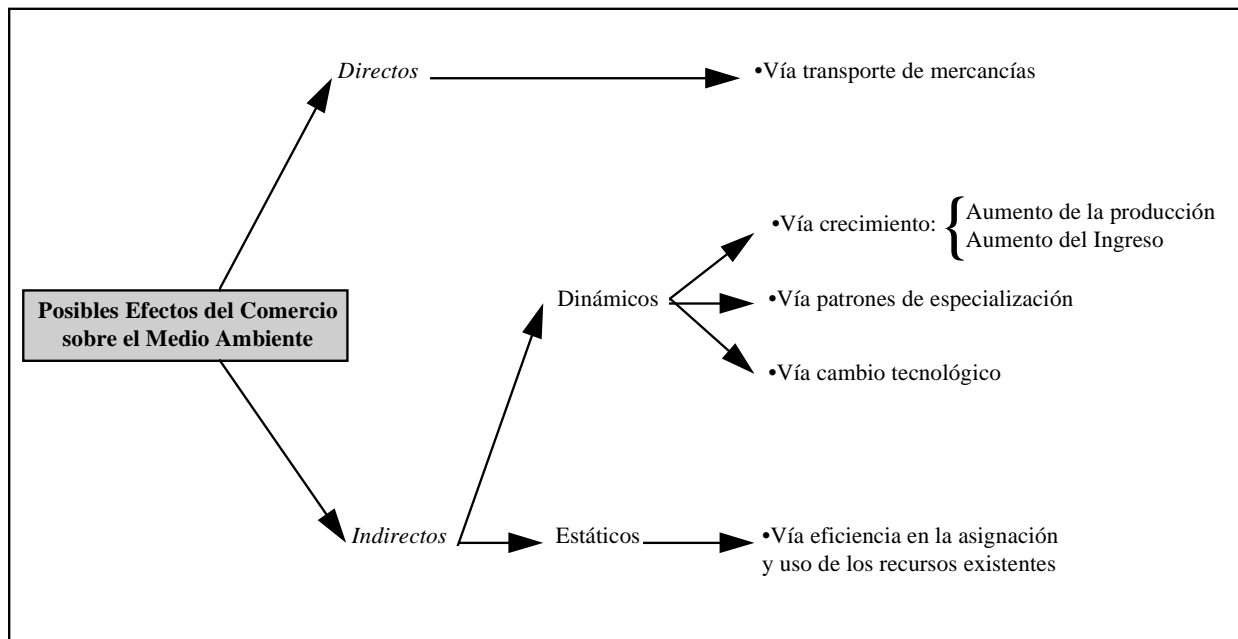 Directos
•Vía transporte de mercancías
•Vía crecimiento:
Aumento de la producción
Aumento del Ingreso
Posibles Efectos del Comercio
sobre el Medio Ambiente
Dinámicos
•Vía patrones de especialización
•Vía cambio tecnológico
Indirectos
Estáticos
•Vía eficiencia en la asignación
y uso de los recursos existentes